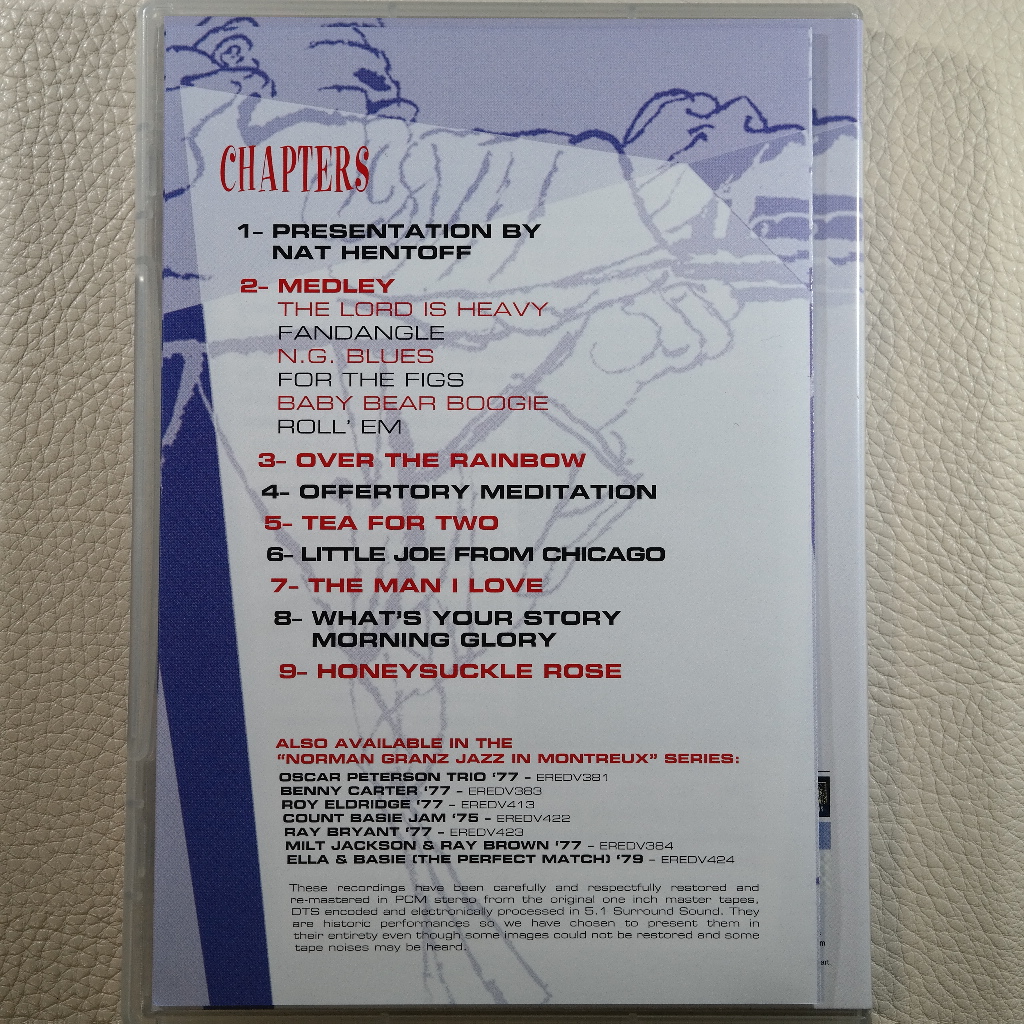 CHAPTERS
1- PRESENTATION BY
NAT HENTOFF
2- MEDLEY
THE LORD IS HEAVY
FANDANGLE
N.G. BLUES
FOR THE FIGS
BABY BEAR BOOGIE
ROLL' EM
3- OVER THE RAINBOW
4- OFFERTORY MEDITATION
5- TEA FOR TWO
6- LITTLE JOE FROM CHICAGO
7- THE MAN I LOVE
8- WHAT'S YOUR STORY
MORNING GLORY
9- HONEYSUCKLE ROSE
ALSO AVAILABLE IN THE
"NORMAN GRANZ JAZZ IN MONTREUX" SERIES:
OSCAR PETERSON TRIO '77 - EREDV381
BENNY CARTER '77 - EREDV383
ROY ELDRIDGE '77 - EREDV413
COUNT BASIE JAM '75 - EREDV422
RAY BRYANT '77 - EREDV423
MILT JACKSON & RAY BROWN '77 - EREDV384
ELLA & BASIE (THE PERFECT MATCH) '79 - EREDV424
These recordings have been carefully and respectfully restored and
re-mastered in PCM stereo from the original one inch master tapes,
DTS encoded and electronically processed in 5.1 Surround Sound. They
are historic performances so we have chosen to present them in
their entirety even though some images could not be restored and some
tape noises may be heard.